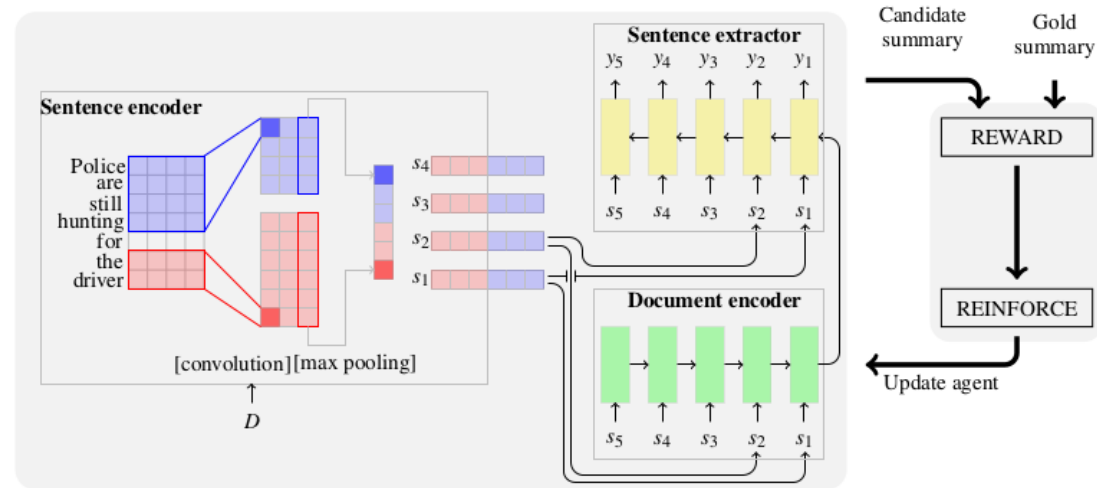 Sentence encoder
Police
are
still
hunting
for
the
driver
[convolution] [max pooling]
D
s4
s3
s2
s1
Sentence extractor
y5 y4 y3 y2 y1
s5 s4 s3 s2 s1
Document encoder
s5 s4 s3 s2 s1
Candidate
summary
Gold
summary
REWARD
REINFORCE
Update agent